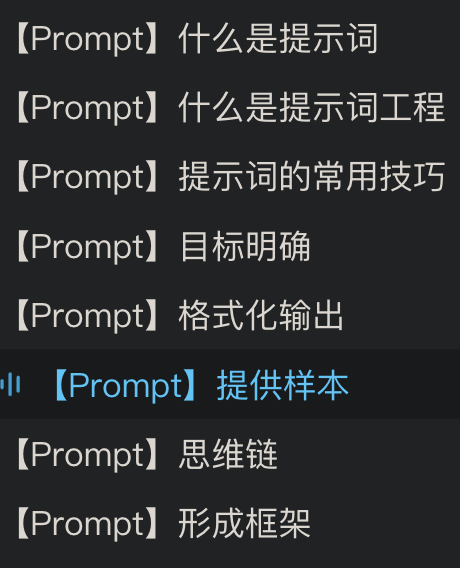 【Prompt】什么是提示词
【Prompt】什么是提示词工程
【Prompt】提示词的常用技巧
【Prompt】目标明确
【Prompt】格式化输出
【Prompt】提供样本
【Prompt】思维链
【Prompt】形成框架